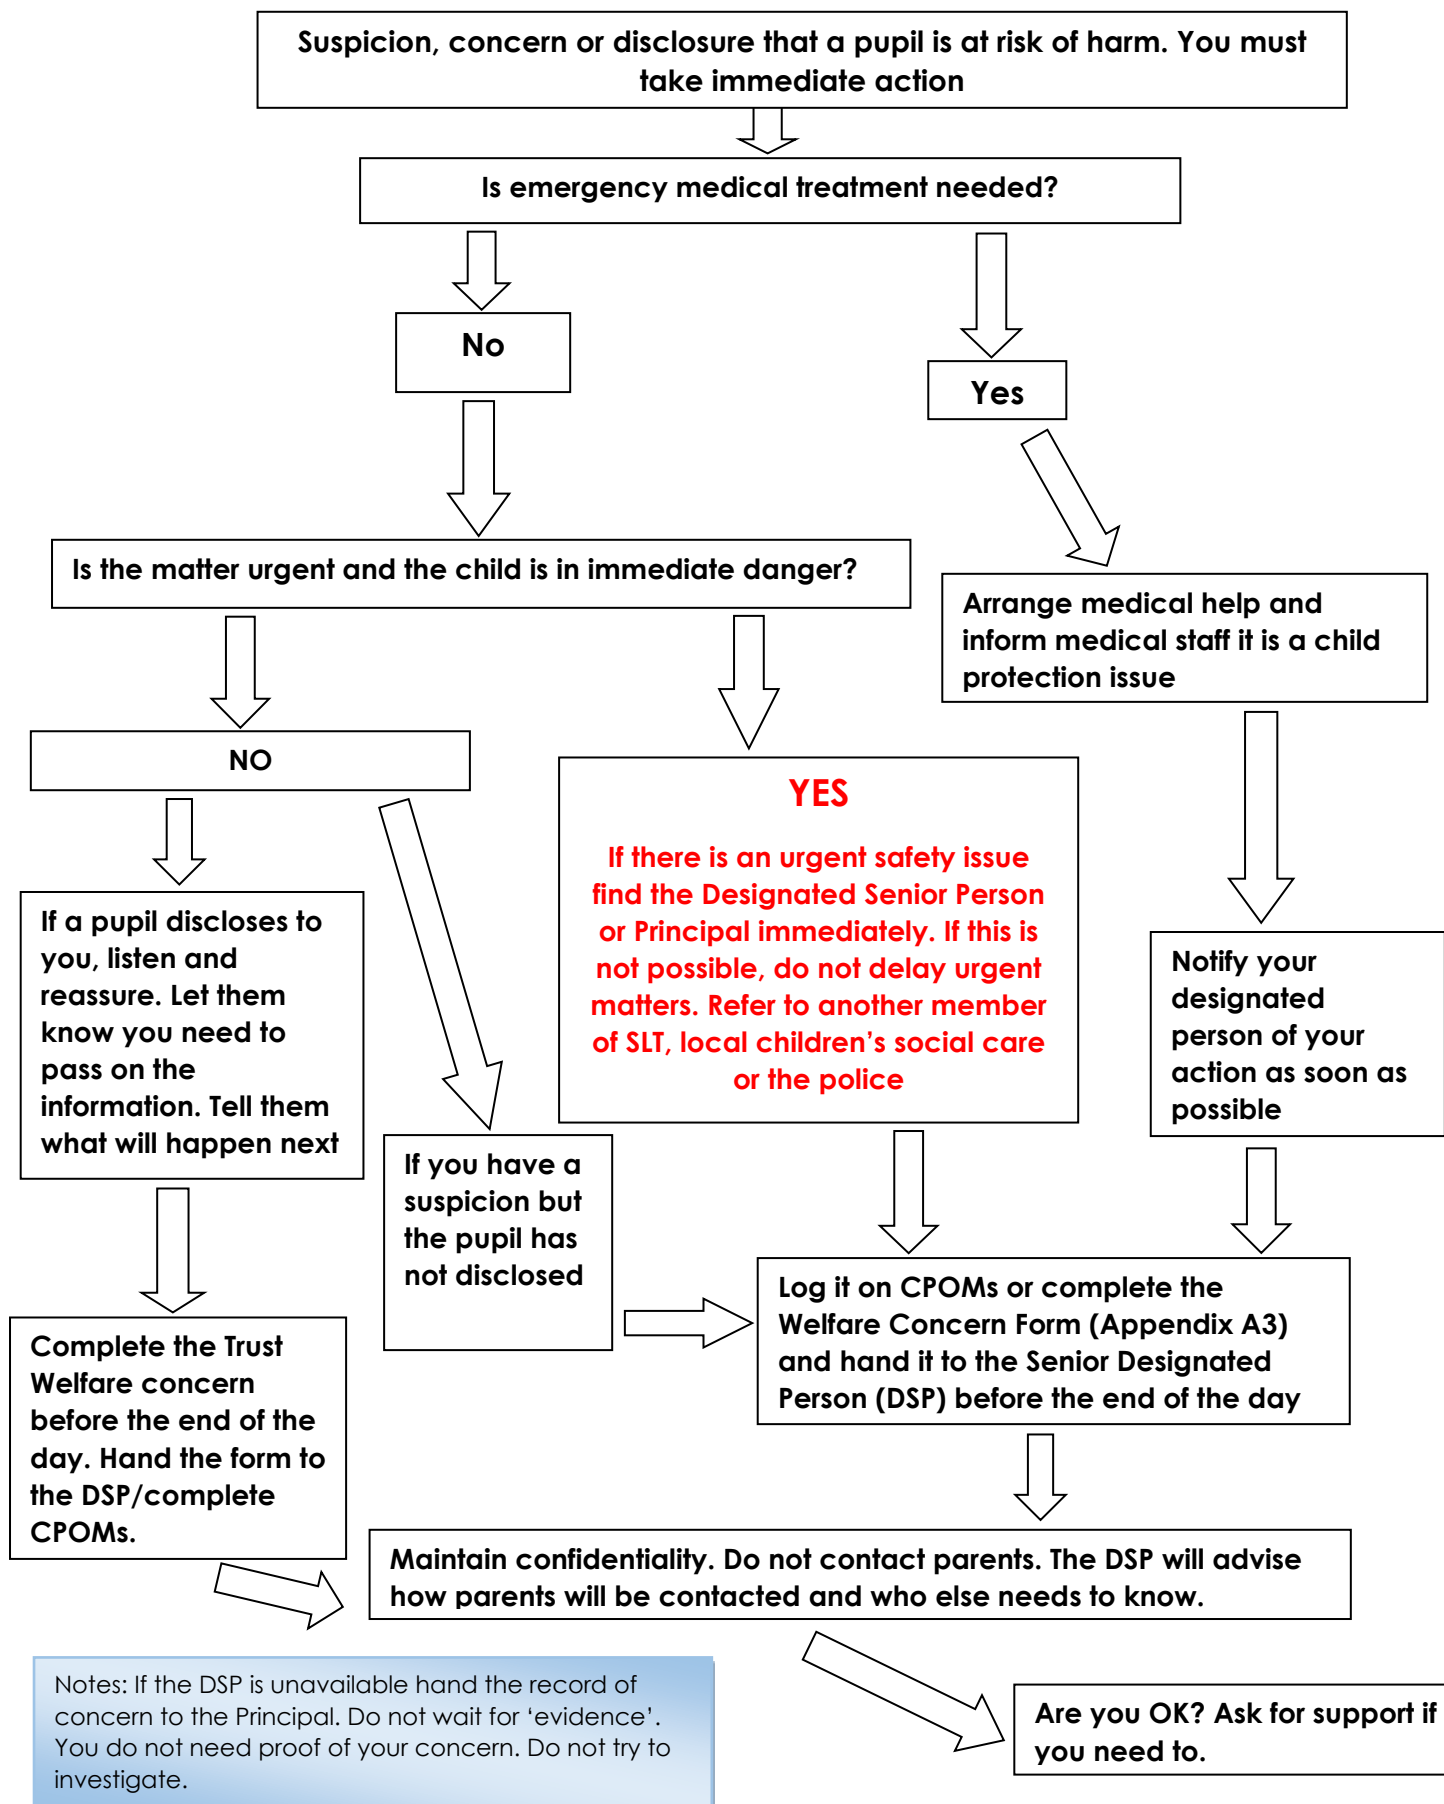 Suspicion, concern or disclosure that a pupil is at risk of harm. You must
take immediate action
Is emergency medical treatment needed?
No
Yes
Is the matter urgent and the child is in immediate danger?
Arrange medical help and
inform medical staff it is a child
protection issue
NO
YES
If there is an urgent safety issue
find the Designated Senior Person
or Principal immediately. If this is
not possible, do not delay urgent
matters. Refer to another member
of SLT, local children’s social care
or the police
If a pupil discloses to
you, listen and
reassure. Let them
know you need to
pass on the
information. Tell them
what will happen next
Notify your
designated
person of your
action as soon as
possible
If you have a
suspicion but
the pupil has
not disclosed
Log it on CPOMs or complete the
Welfare Concern Form (Appendix A3)
and hand it to the Senior Designated
Person (DSP) before the end of the day
Complete the Trust
Welfare concern
before the end of the
day. Hand the form to
the DSP/complete
CPOMs.
Maintain confidentiality. Do not contact parents. The DSP will advise
how parents will be contacted and who else needs to know.
Notes: If the DSP is unavailable hand the record of
concern to the Principal. Do not wait for ‘evidence’.
You do not need proof of your concern. Do not try to
investigate.
Are you OK? Ask for support if
you need to.